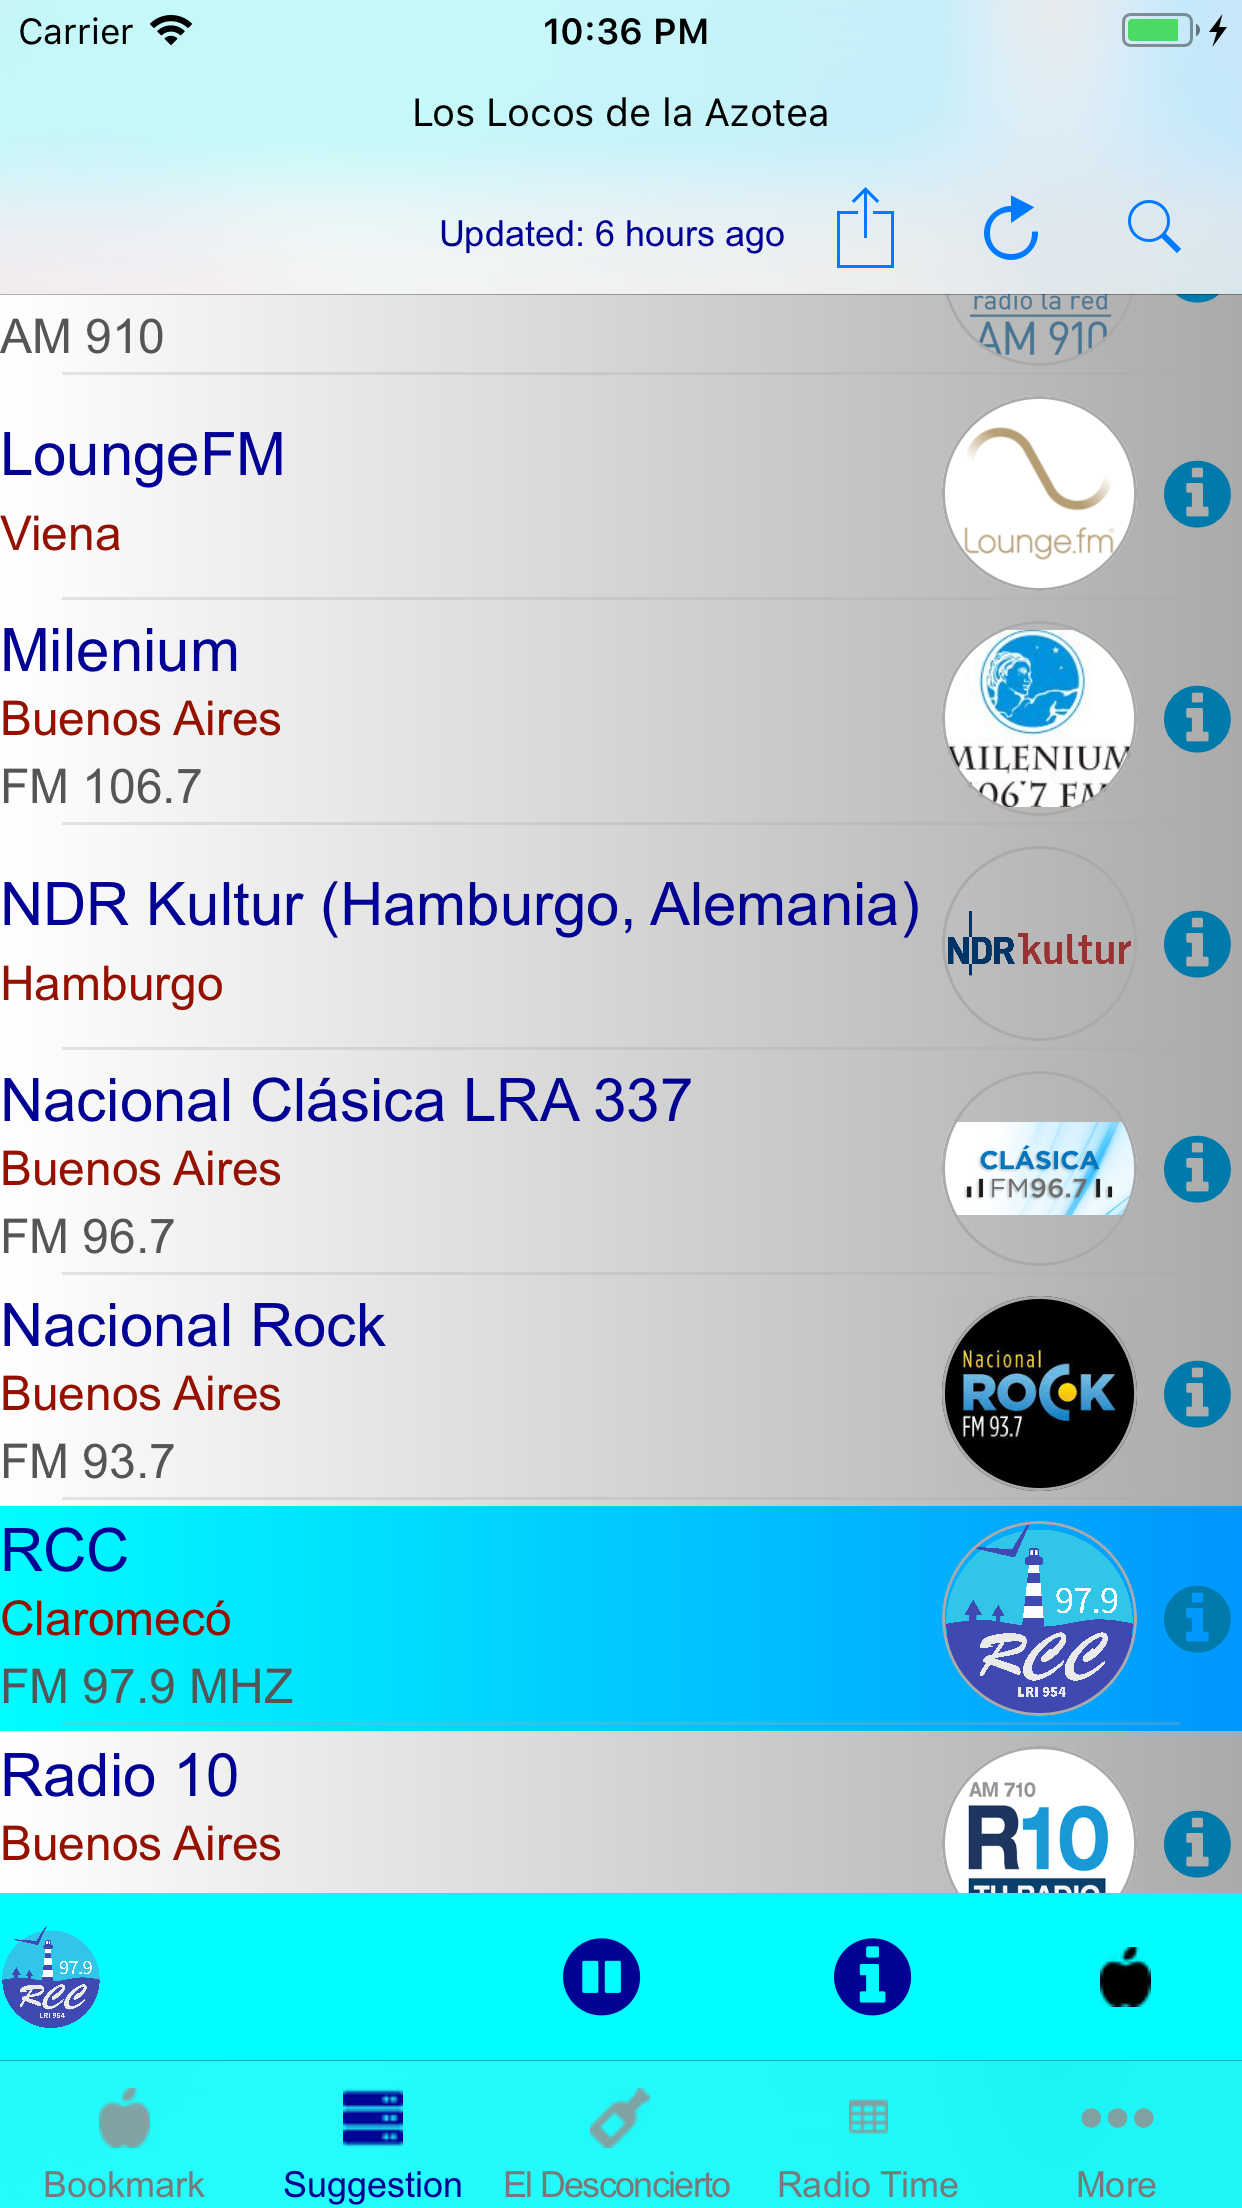 Carrier 10:36 PM
Los Locos de la Azotea
Updated: 6 hours ago
radio la red
AM 910
AM 910
LoungeFM
Viena
Lounge.fm
Milenium
Buenos Aires
FM 106.7
MILENIUM
106.7 FM
NDR Kultur (Hamburgo, Alemania)
Hamburgo
NDR kultur
Nacional Clásica LRA 337
Buenos Aires
FM 96.7
CLÁSICA
FM96.7
Nacional Rock
Buenos Aires
FM 93.7
Nacional
ROCK
FM 93.7
RCC
Claromecó
FM 97.9 MHZ
97.9
RCC
LRI 954
Radio 10
Buenos Aires
AM 710
R10
TU RADIO
97.9
RCC
LRI 954
Bookmark Suggestion El Desconcierto Radio Time More